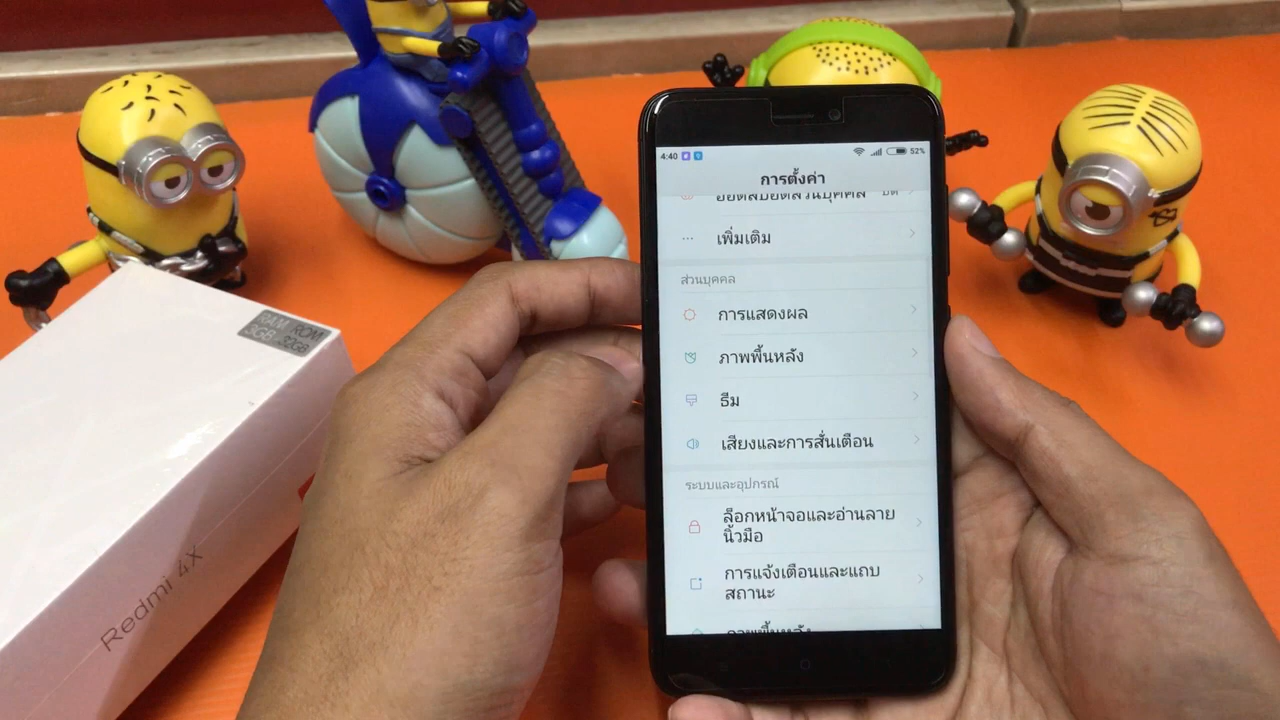 4:40
52%
การตั้งค่า
เพิ่มเติม
ส่วนบุคคล
การแสดงผล
ภาพพื้นหลัง
ธีม
เสียงและการสั่นเตือน
ระบบและอุปกรณ์
ล็อกหน้าจอและอ่านลาย
นิ้วมือ
การแจ้งเตือนและแถบ
สถานะ
RAM ROM
3GB 32GB
Redmi 4X